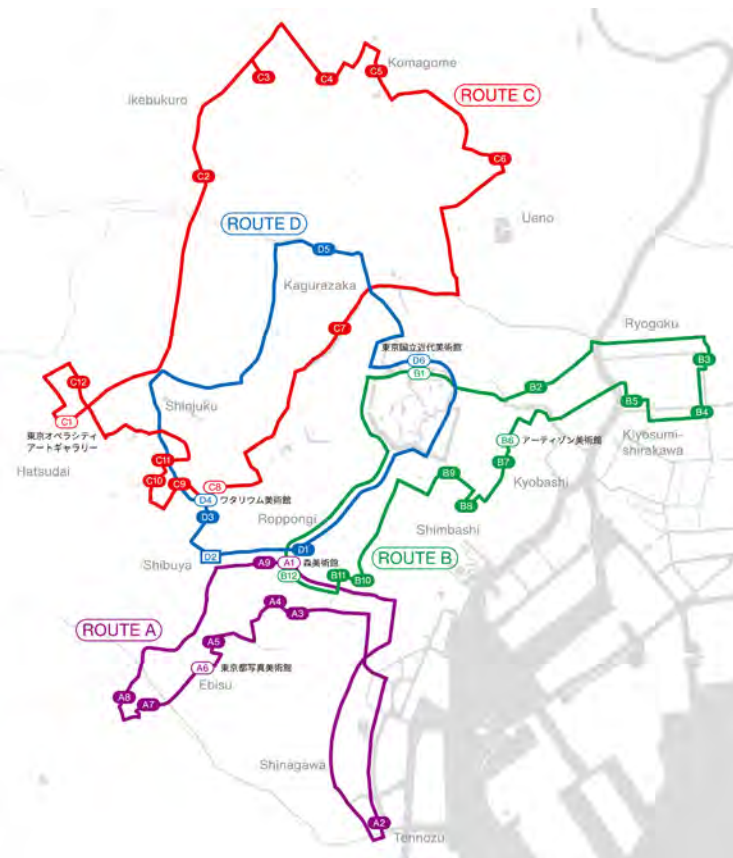 C3
C4
C5
Komagome
ROUTE C
Ikebukuro
C6
C2
Ueno
ROUTE D
D5
Kagurazaka
Ryogoku
C7
東京国立近代美術館
D6
B1
B3
B2
C12
Shinjuku
B5
B4
C1
東京オペラシティ
アートギャラリー
Kiyosumi-
shirakawa
B6
アーティゾン美術館
Hatsudai
C11
B7
C10
C9
C8
B9
Kyobashi
D4
ワタリウム美術館
B8
D3
Roppongi
Shimbashi
D1
D2
ROUTE B
Shibuya
A9
A1
森美術館
B12
B11
B10
A4
A3
ROUTE A
A5
A6
東京都写真美術館
Ebisu
A8
A7
Shinagawa
A2
Tennozu